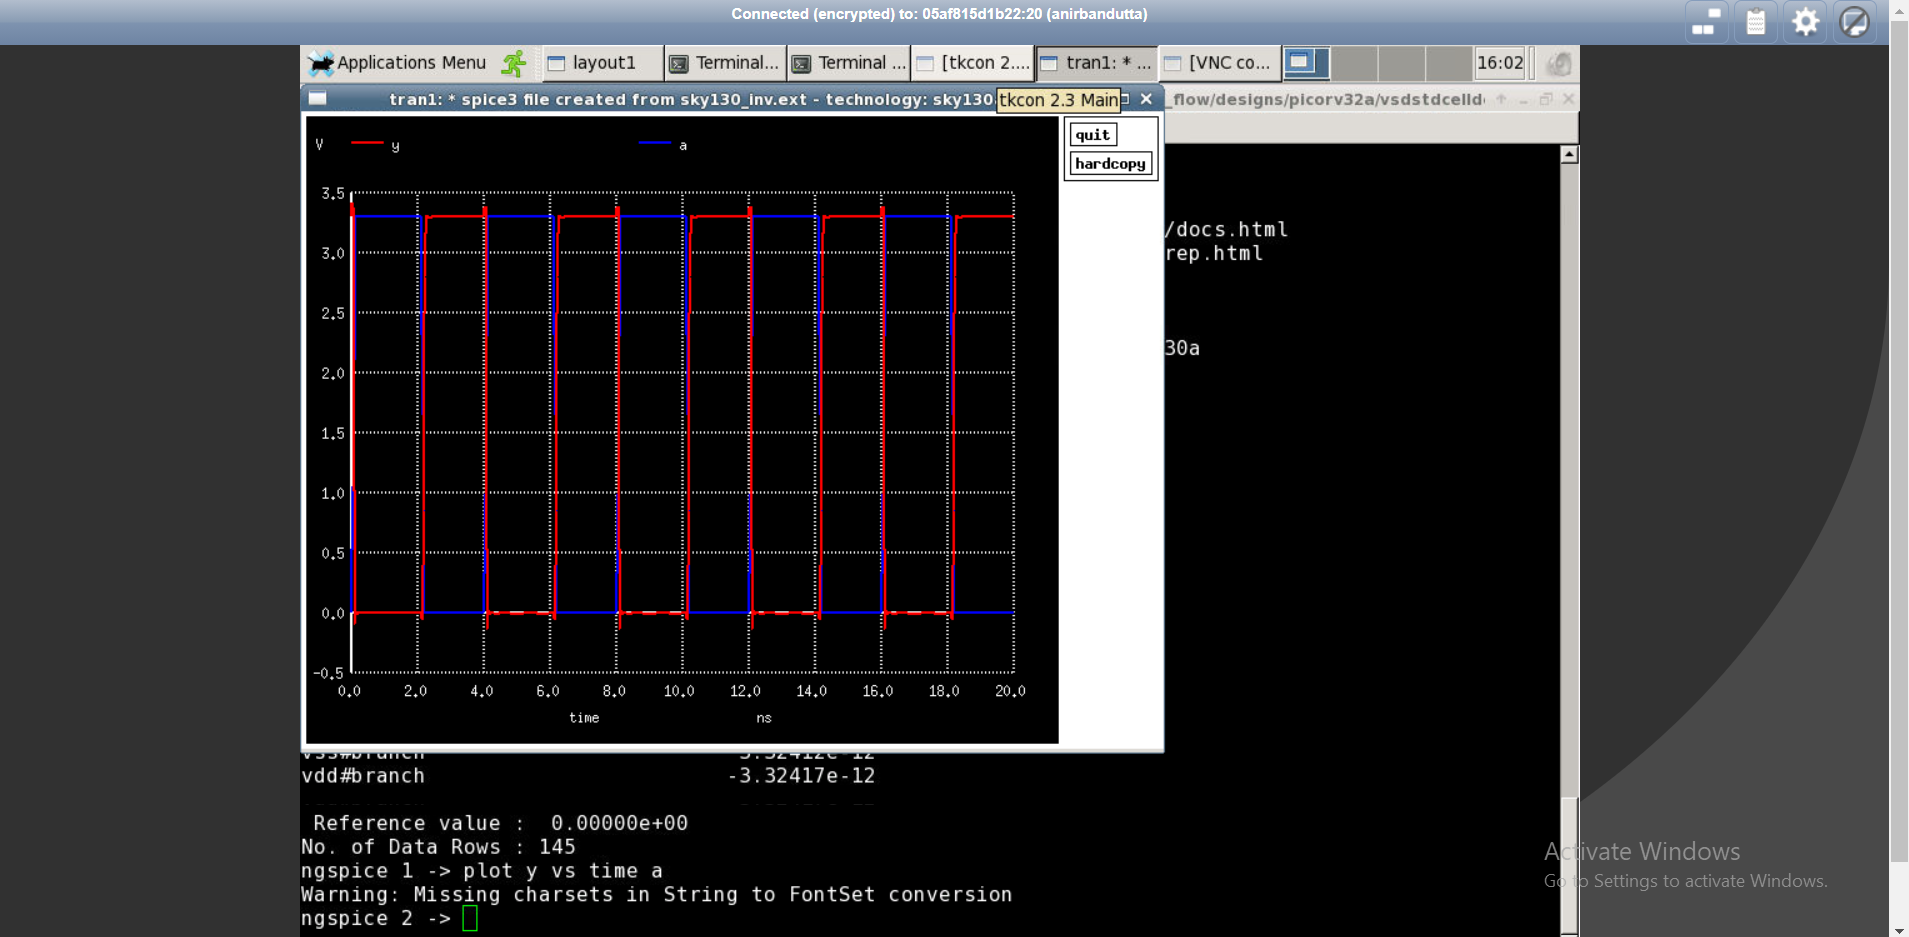 Connected (encrypted) to: 05af815d1b22:20 (anirbandutta)
Applications Menu
layout1
Terminal...
Terminal ...
[tkcon 2....
tran1: * ...
[VNC co...
16:02
tran1: * spice3 file created from sky130_inv.ext - technology: sky130
tkcon 2.3 Main
_flow/designs/picorv32a/vsdstdcelld
V
y
a
quit
hardcopy
3.5
3.0
2.5
2.0
1.5
1.0
0.5
0.0
-0.5
0.0 2.0 4.0 6.0 8.0 10.0 12.0 14.0 16.0 18.0 20.0
time ns
/docs.html
rep.html
30a
vss#branch -3.32412e-12
vdd#branch -3.32417e-12
Reference value : 0.00000e+00
No. of Data Rows : 145
ngspice 1 -> plot y vs time a
Warning: Missing charsets in String to FontSet conversion
ngspice 2 ->
Activate Windows
Go to Settings to activate Windows.